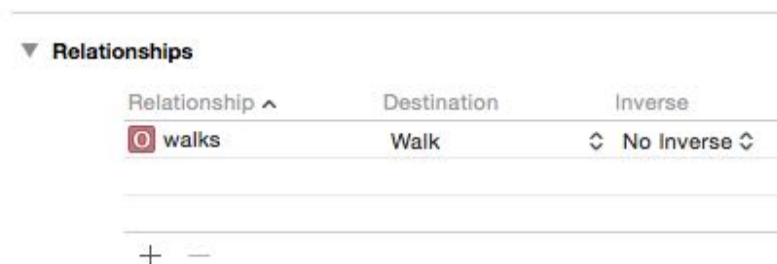 Relationships
Relationship Destination Inverse
O walks Walk No Inverse